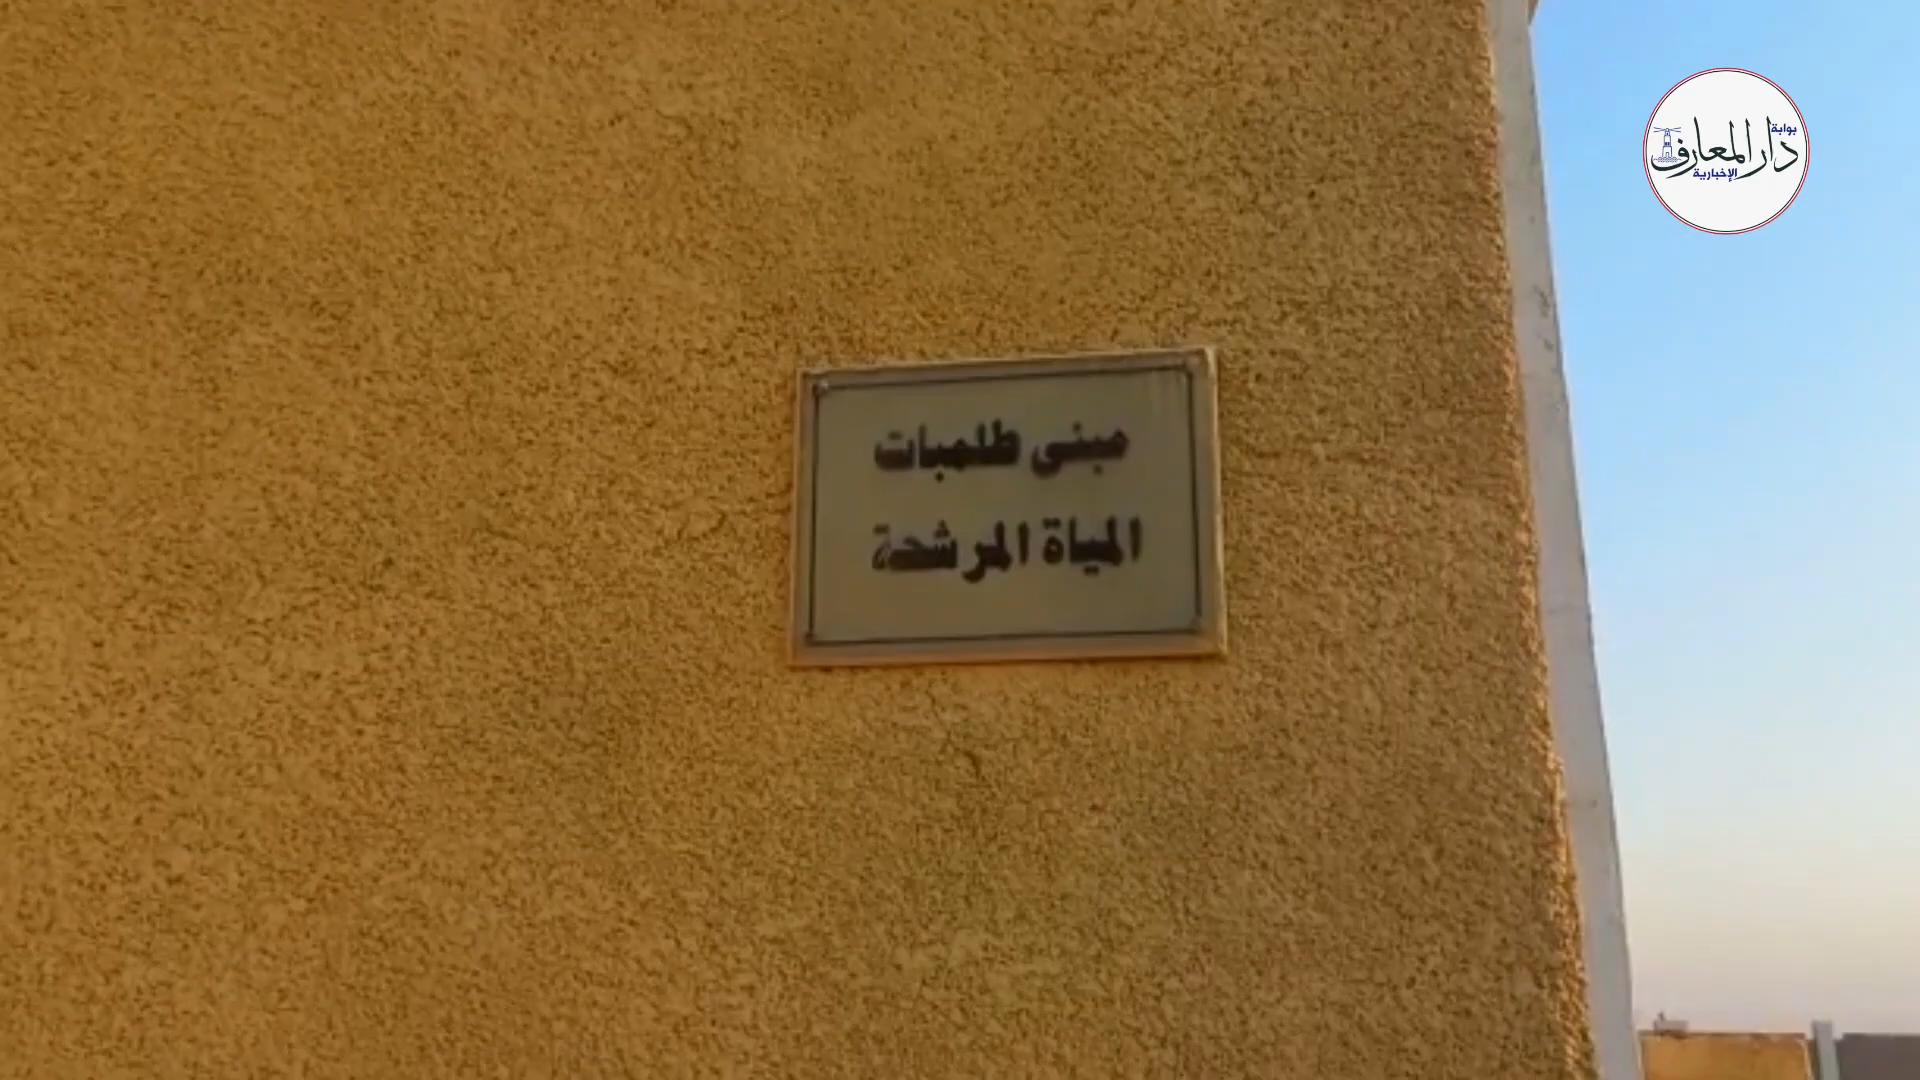 بوابة
دار المعارف
الإخبارية
مبنى طلمبات
المياة المرشحة